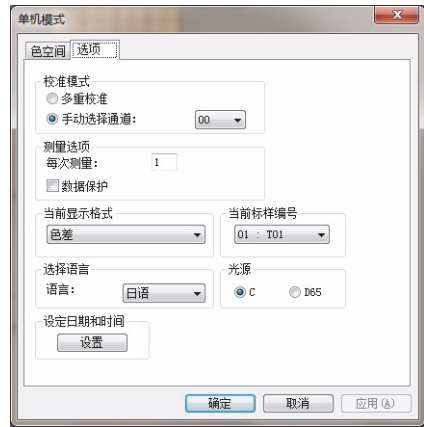 单机模式
色空间 选项
校准模式
多重校准
手动选择通道: 00
测量选项
每次测量: 1
数据保护
当前显示格式 当前标样编号
色差 01 : T01
选择语言 光源
语言: 日语 C D65
设定日期和时间
设置
确定 取消 应用(A)